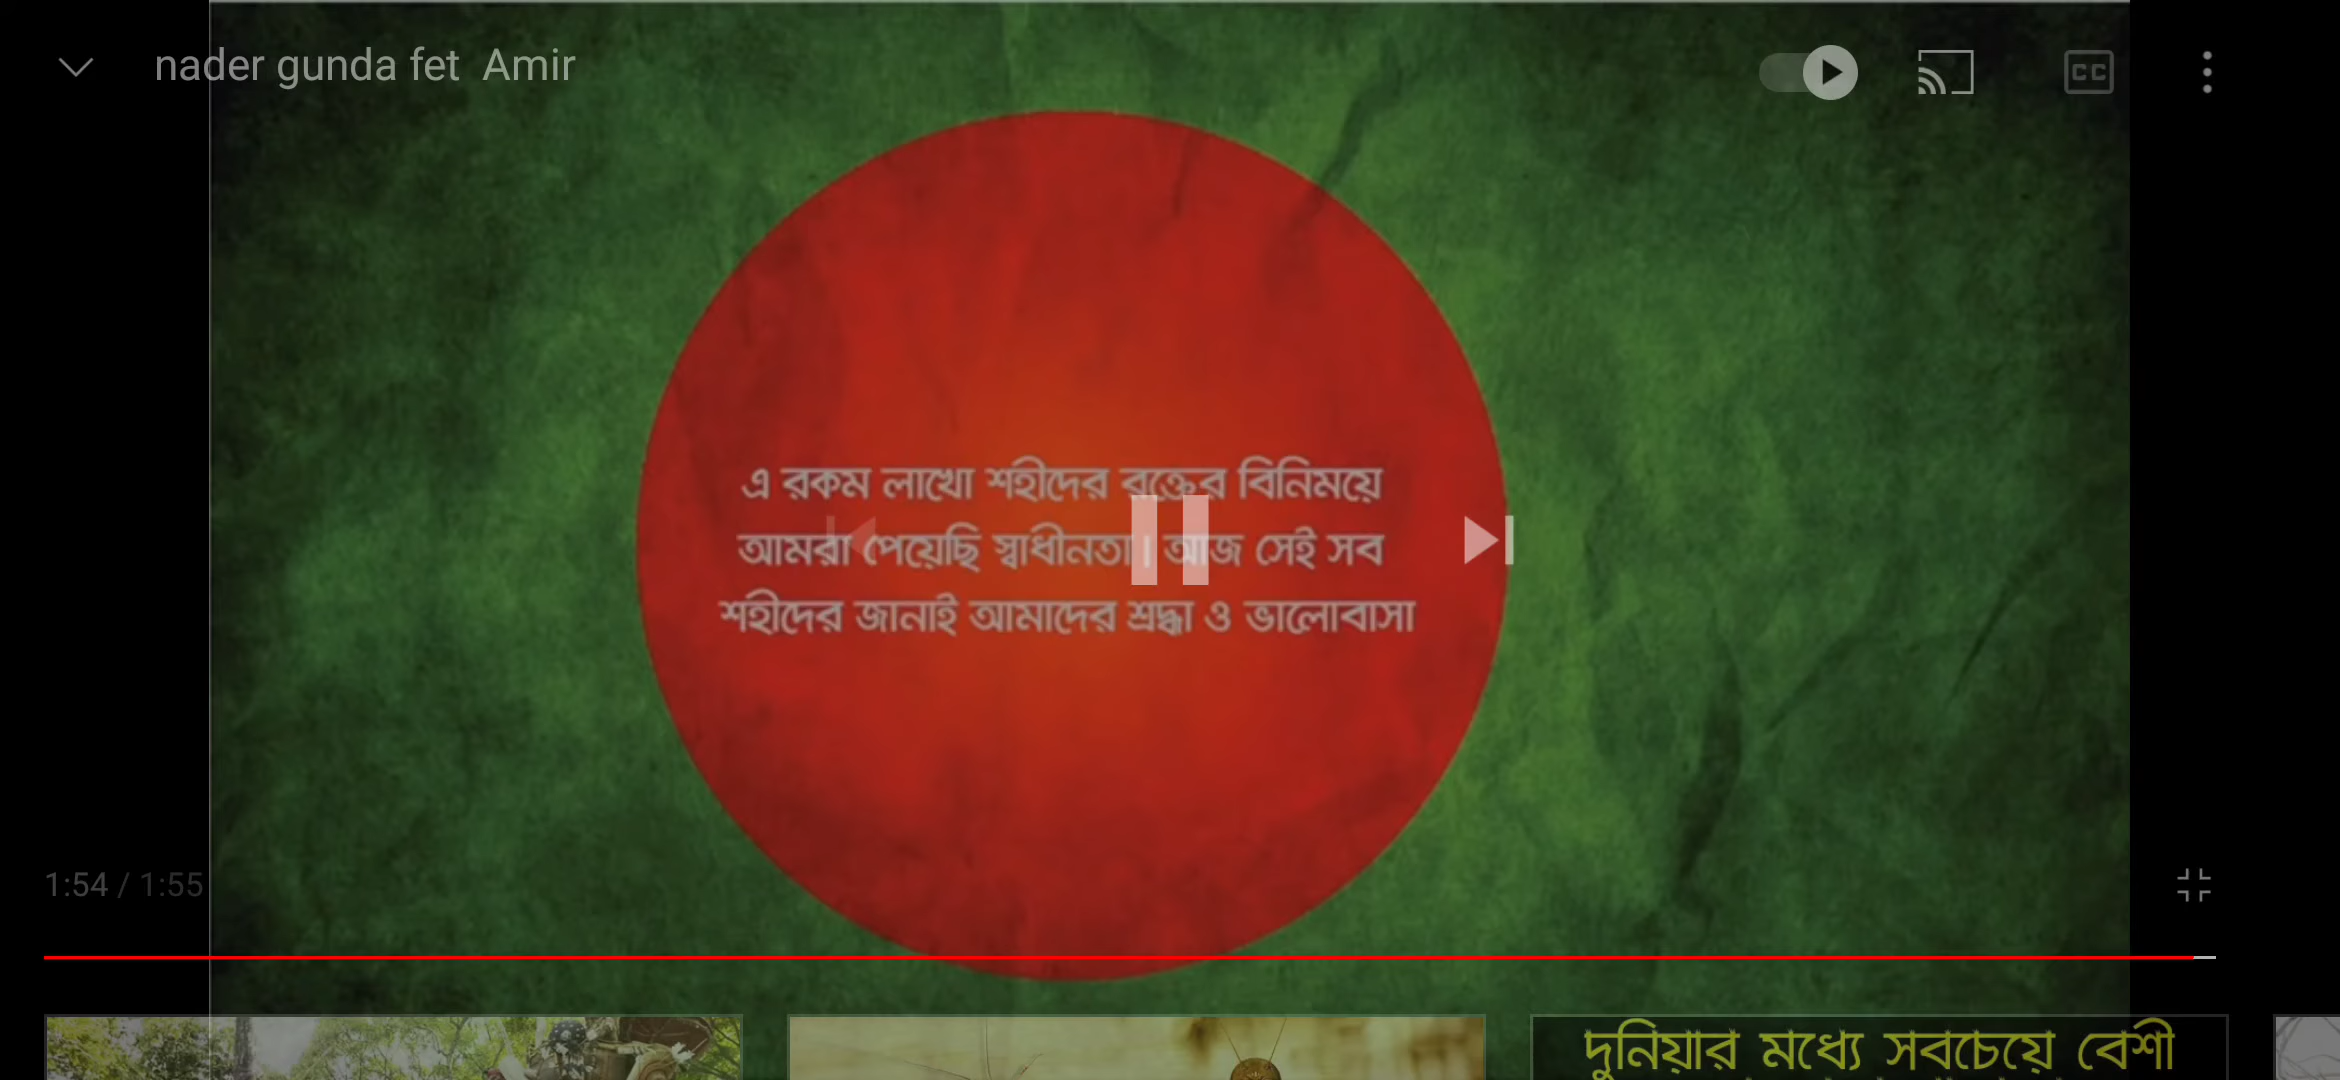 nader gunda fet Amir
CC
এ রকম লাখো শহীদের রক্তের বিনিময়ে
আমরা পেয়েছি স্বাধীনতা। আজ সেই সব
শহীদের জানাই আমাদের শ্রদ্ধা ও ভালোবাসা
1:54 / 1:55
দুনিয়ার মধ্যে সবচেয়ে বেশী